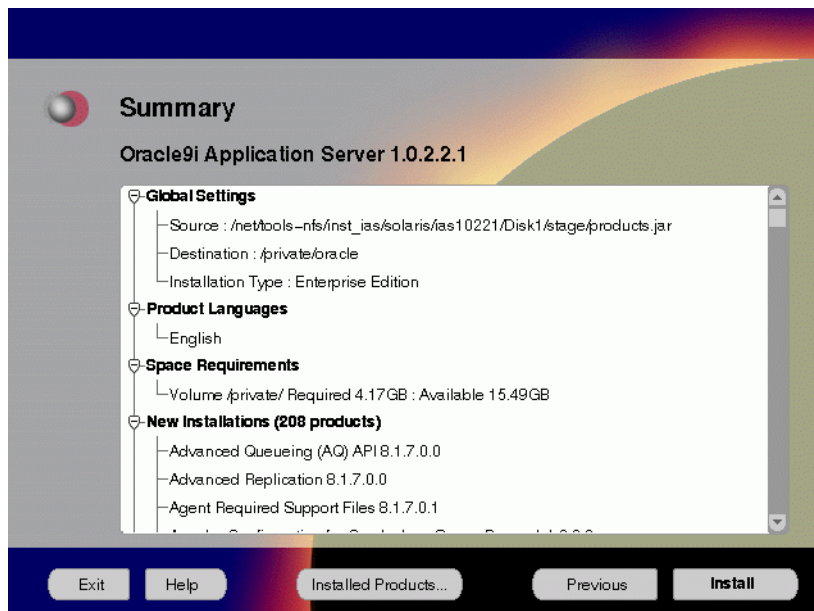 Summary
Oracle9i Application Server 1.0.2.2.1
Global Settings
Source : /net/tools-nfs/inst_ias/solaris/ias10221/Disk1/stage/products.jar
Destination : /private/oracle
Installation Type : Enterprise Edition
Product Languages
English
Space Requirements
Volume /private/ Required 4.17GB : Available 15.49GB
New Installations (208 products)
Advanced Queueing (AQ) API 8.1.7.0.0
Advanced Replication 8.1.7.0.0
Agent Required Support Files 8.1.7.0.1
Exit
Help
Installed Products...
Previous
Install